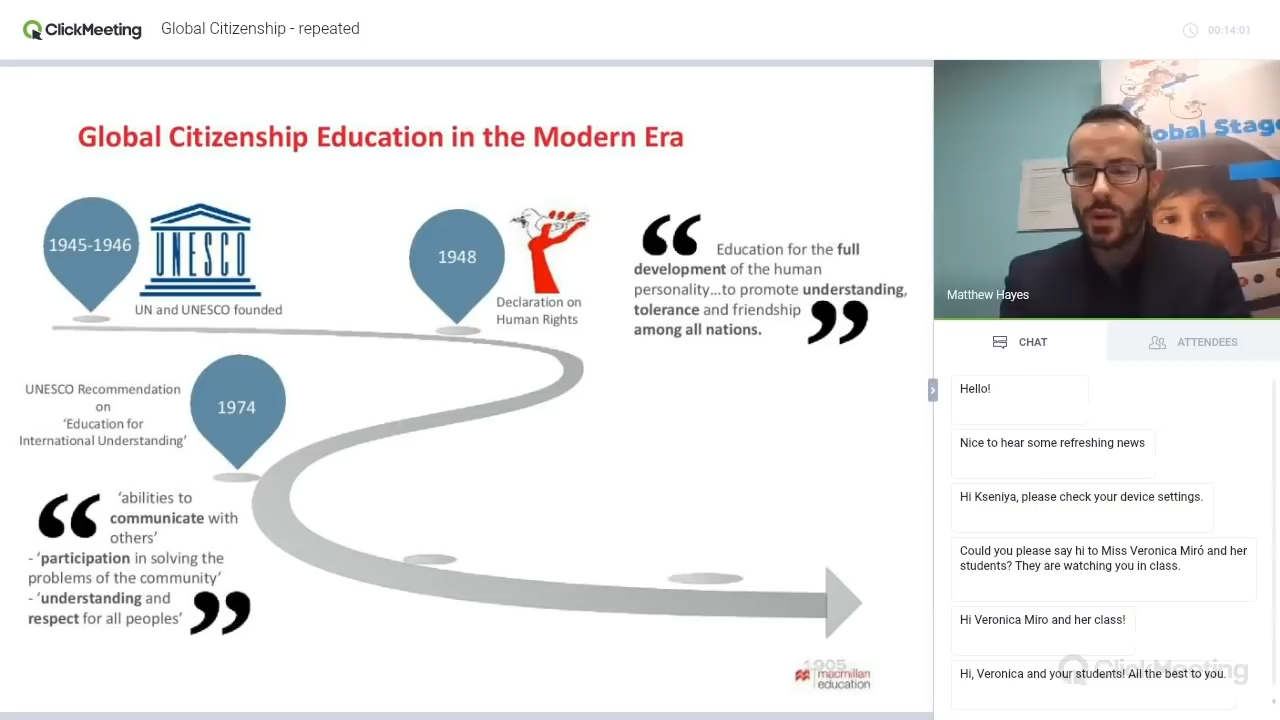 ClickMeeting
Global Citizenship - repeated
00:14:01
Global Citizenship Education in the Modern Era
1945-1946
UNESCO
UN and UNESCO founded
1948
Declaration on
Human Rights
“ Education for the full
development of the human
personality...to promote understanding,
tolerance and friendship
among all nations. ”
UNESCO Recommendation
on
‘Education for
International Understanding’
1974
“ ‘abilities to
communicate with
others’
- ‘participation in solving the
problems of the community’
- ‘understanding and
respect for all peoples’ ”
1905
macmillan
education
obal Stage
Matthew Hayes
CHAT
ATTENDEES
Hello!
Nice to hear some refreshing news
Hi Kseniya, please check your device settings.
Could you please say hi to Miss Veronica Miró and her
students? They are watching you in class.
Hi Veronica Miro and her class!
Hi, Veronica and your students! All the best to you.
ClickMeeting